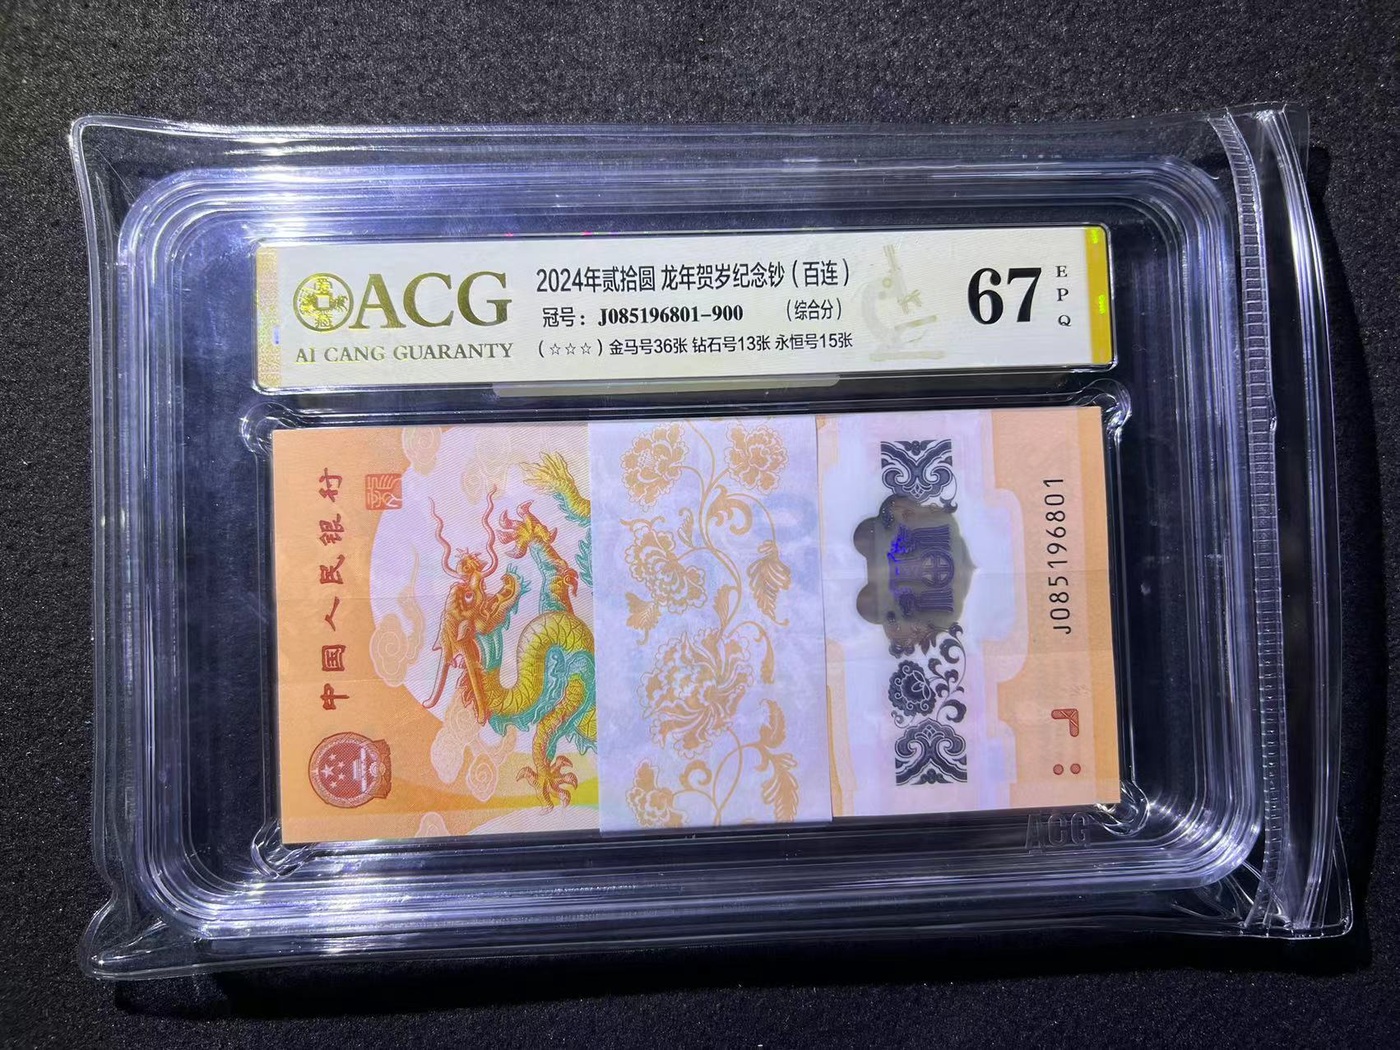 ACG
AI CANG GUARANTY
2024年贰拾圆 龙年贺岁纪念钞（百连）
冠号：J085196801-900 （综合分）
（☆☆☆）金马号36张 钻石号13张 永恒号15张
67
EPQ
中国人民银行
J085196801
ACG